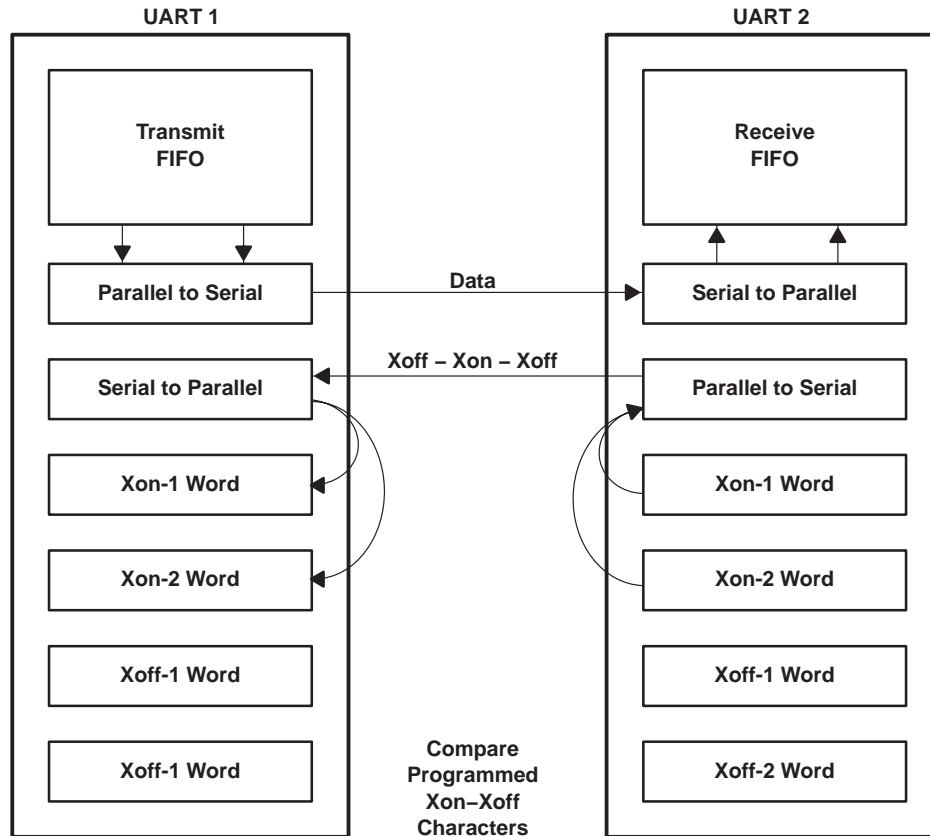 UART 1
UART 2
Transmit
FIFO
Receive
FIFO
Parallel to Serial
Data
Serial to Parallel
Xoff – Xon – Xoff
Serial to Parallel
Parallel to Serial
Xon-1 Word
Xon-1 Word
Xon-2 Word
Xon-2 Word
Xoff-1 Word
Xoff-1 Word
Xoff-1 Word
Compare
Programmed
Xon–Xoff
Characters
Xoff-2 Word